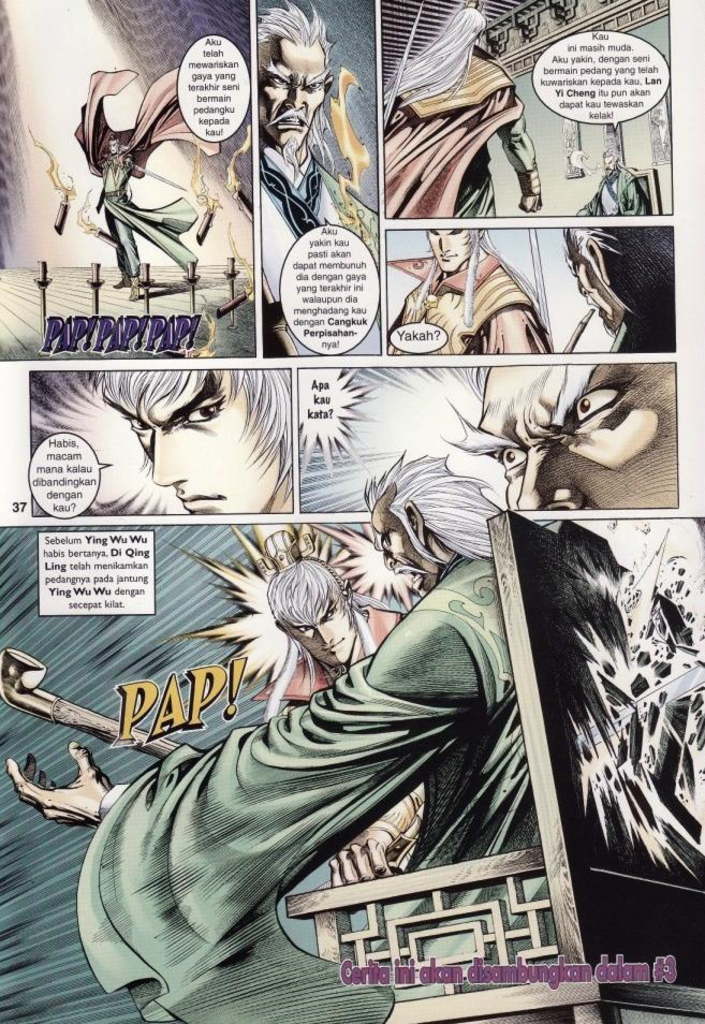 Aku
telah
mewariskan
gaya yang
terakhir seni
bermain
pedangku
kepada
kau!
PAP! PAP! PAP!
Aku
yakin kau
pasti akan
dapat membunuh
dia dengan gaya
yang terakhir ini
walaupun dia
menghadang kau
dengan Cangkuk
Perpisahan-
nya!
Kau
ini masih muda.
Aku yakin, dengan seni
bermain pedang yang telah
kuwariskan kepada kau, Lan
Yi Cheng itu pun akan
dapat kau tewaskan
kelak!
Yakah?
Habis,
macam
mana kalau
dibandingkan
dengan
kau?
Apa
kau
kata?
37
Sebelum Ying Wu Wu
habis bertanya, Di Qing
Ling telah menikamkan
pedangnya pada jantung
Ying Wu Wu dengan
secepat kilat.
PAP!
Cerita ini akan disambungkan dalam #3